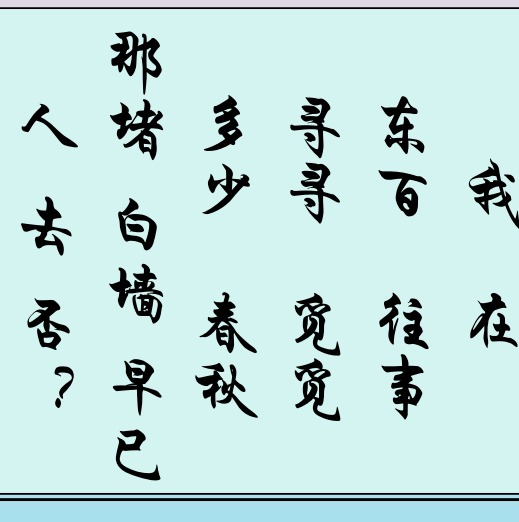 我 在
东百 往事
寻寻 觅觅
多少 春秋
那堵 白墙 早已
人 去 否？